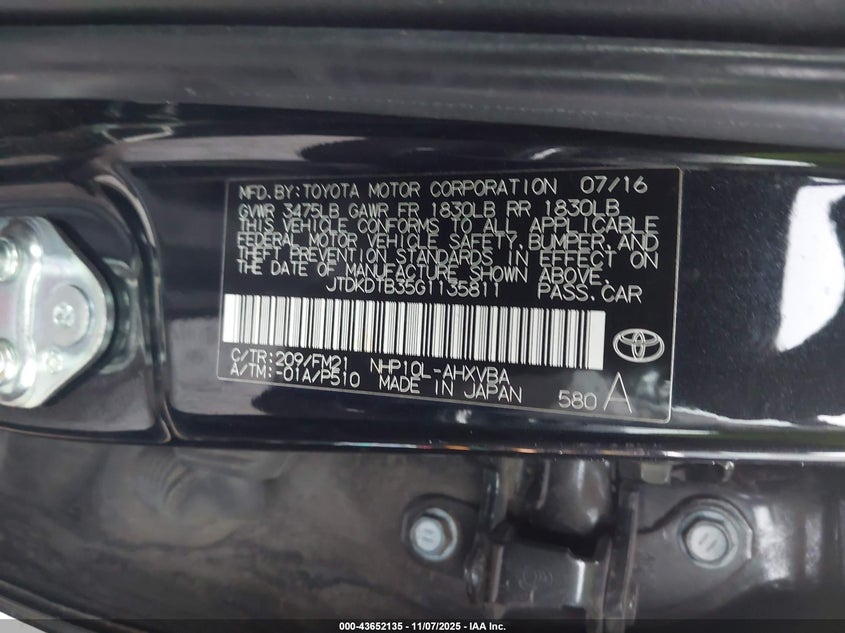 MFD. BY: TOYOTA MOTOR CORPORATION 07/16
GVWR 3475LB GAWR FR 1830LB RR 1830LB
THIS VEHICLE CONFORMS TO ALL APPLICABLE
FEDERAL MOTOR VEHICLE SAFETY, BUMPER, AND
THEFT PREVENTION STANDARDS IN EFFECT ON
THE DATE OF MANUFACTURE SHOWN ABOVE.
JTDKDTB35G1135811 PASS. CAR
C/TR: 209/FM21 NHP10L-AHXVBA
A/TM: -01A/P510 MADE IN JAPAN
580 A
000-43652135 - 11/07/2025 - IAA Inc.